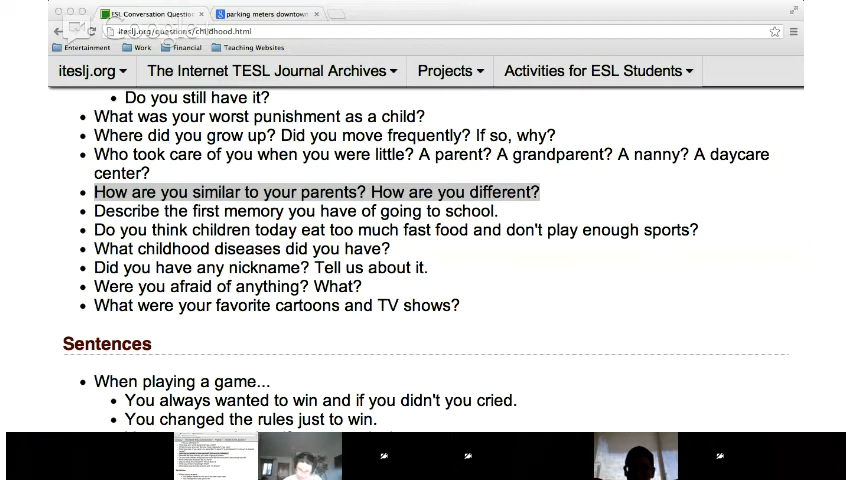 ESL Conversation Question
parking meters downtown
iteslj.org/questions/childhood.html
Entertainment Work Financial Teaching Websites
iteslj.org The Internet TESL Journal Archives Projects Activities for ESL Students
• Do you still have it?
• What was your worst punishment as a child?
• Where did you grow up? Did you move frequently? If so, why?
• Who took care of you when you were little? A parent? A grandparent? A nanny? A daycare
center?
• How are you similar to your parents? How are you different?
• Describe the first memory you have of going to school.
• Do you think children today eat too much fast food and don't play enough sports?
• What childhood diseases did you have?
• Did you have any nickname? Tell us about it.
• Were you afraid of anything? What?
• What were your favorite cartoons and TV shows?
Sentences
• When playing a game...
• You always wanted to win and if you didn't you cried.
• You changed the rules just to win.